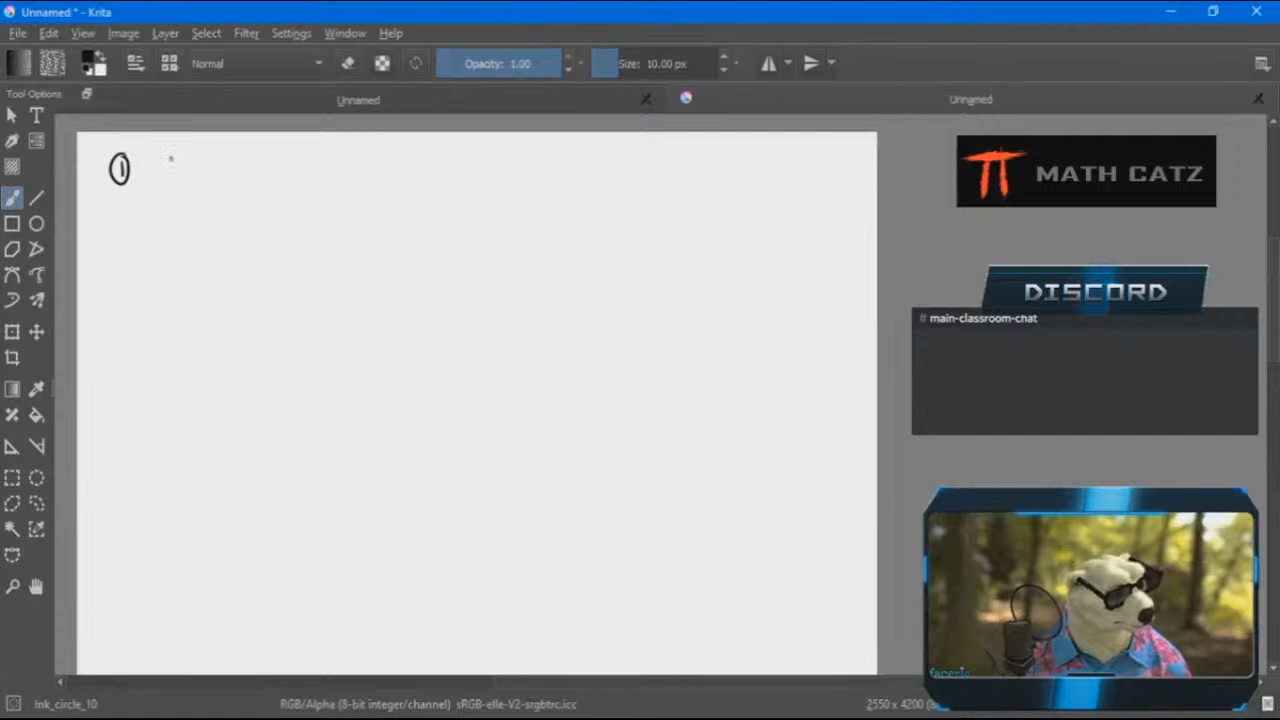 Unnamed * - Krita
File Edit View Image Layer Select Filter Settings Window Help
Normal Opacity: 1.00 Size: 10.00 px
Tool Options
Unnamed Unnamed
①
MATH CATZ
DISCORD
# main-classroom-chat
facerig
Ink_circle_10 RGB/Alpha (8-bit integer/channel) sRGB-elle-V2-srgbtrc.icc 2550 x 4200 (8